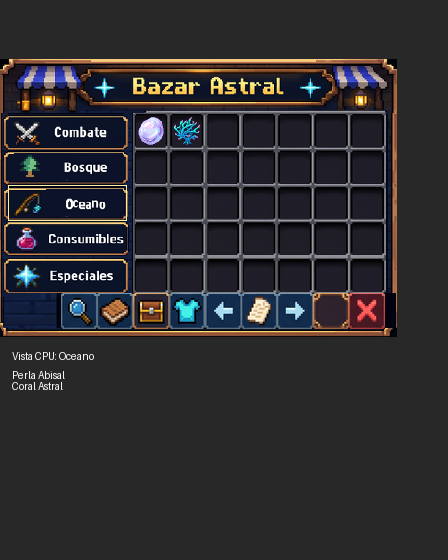 Bazar Astral
Combate
Bosque
Oceano
Consumibles
Especiales
Vista CPU: Oceano
Perla Abisal
Coral Astral